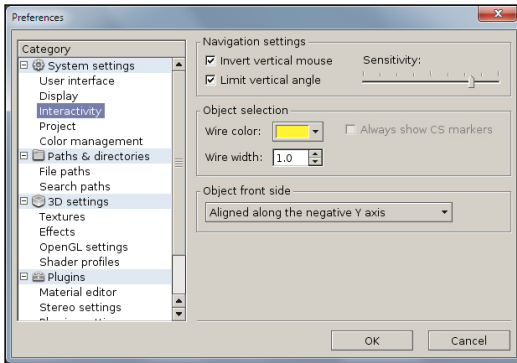 Preferences
Category
System settings
User interface
Display
Interactivity
Project
Color management
Paths & directories
File paths
Search paths
3D settings
Textures
Effects
OpenGL settings
Shader profiles
Plugins
Material editor
Stereo settings
Navigation settings
Invert vertical mouse
Sensitivity:
Limit vertical angle
Object selection
Wire color:
Always show CS markers
Wire width: 1.0
Object front side
Aligned along the negative Y axis
OK
Cancel